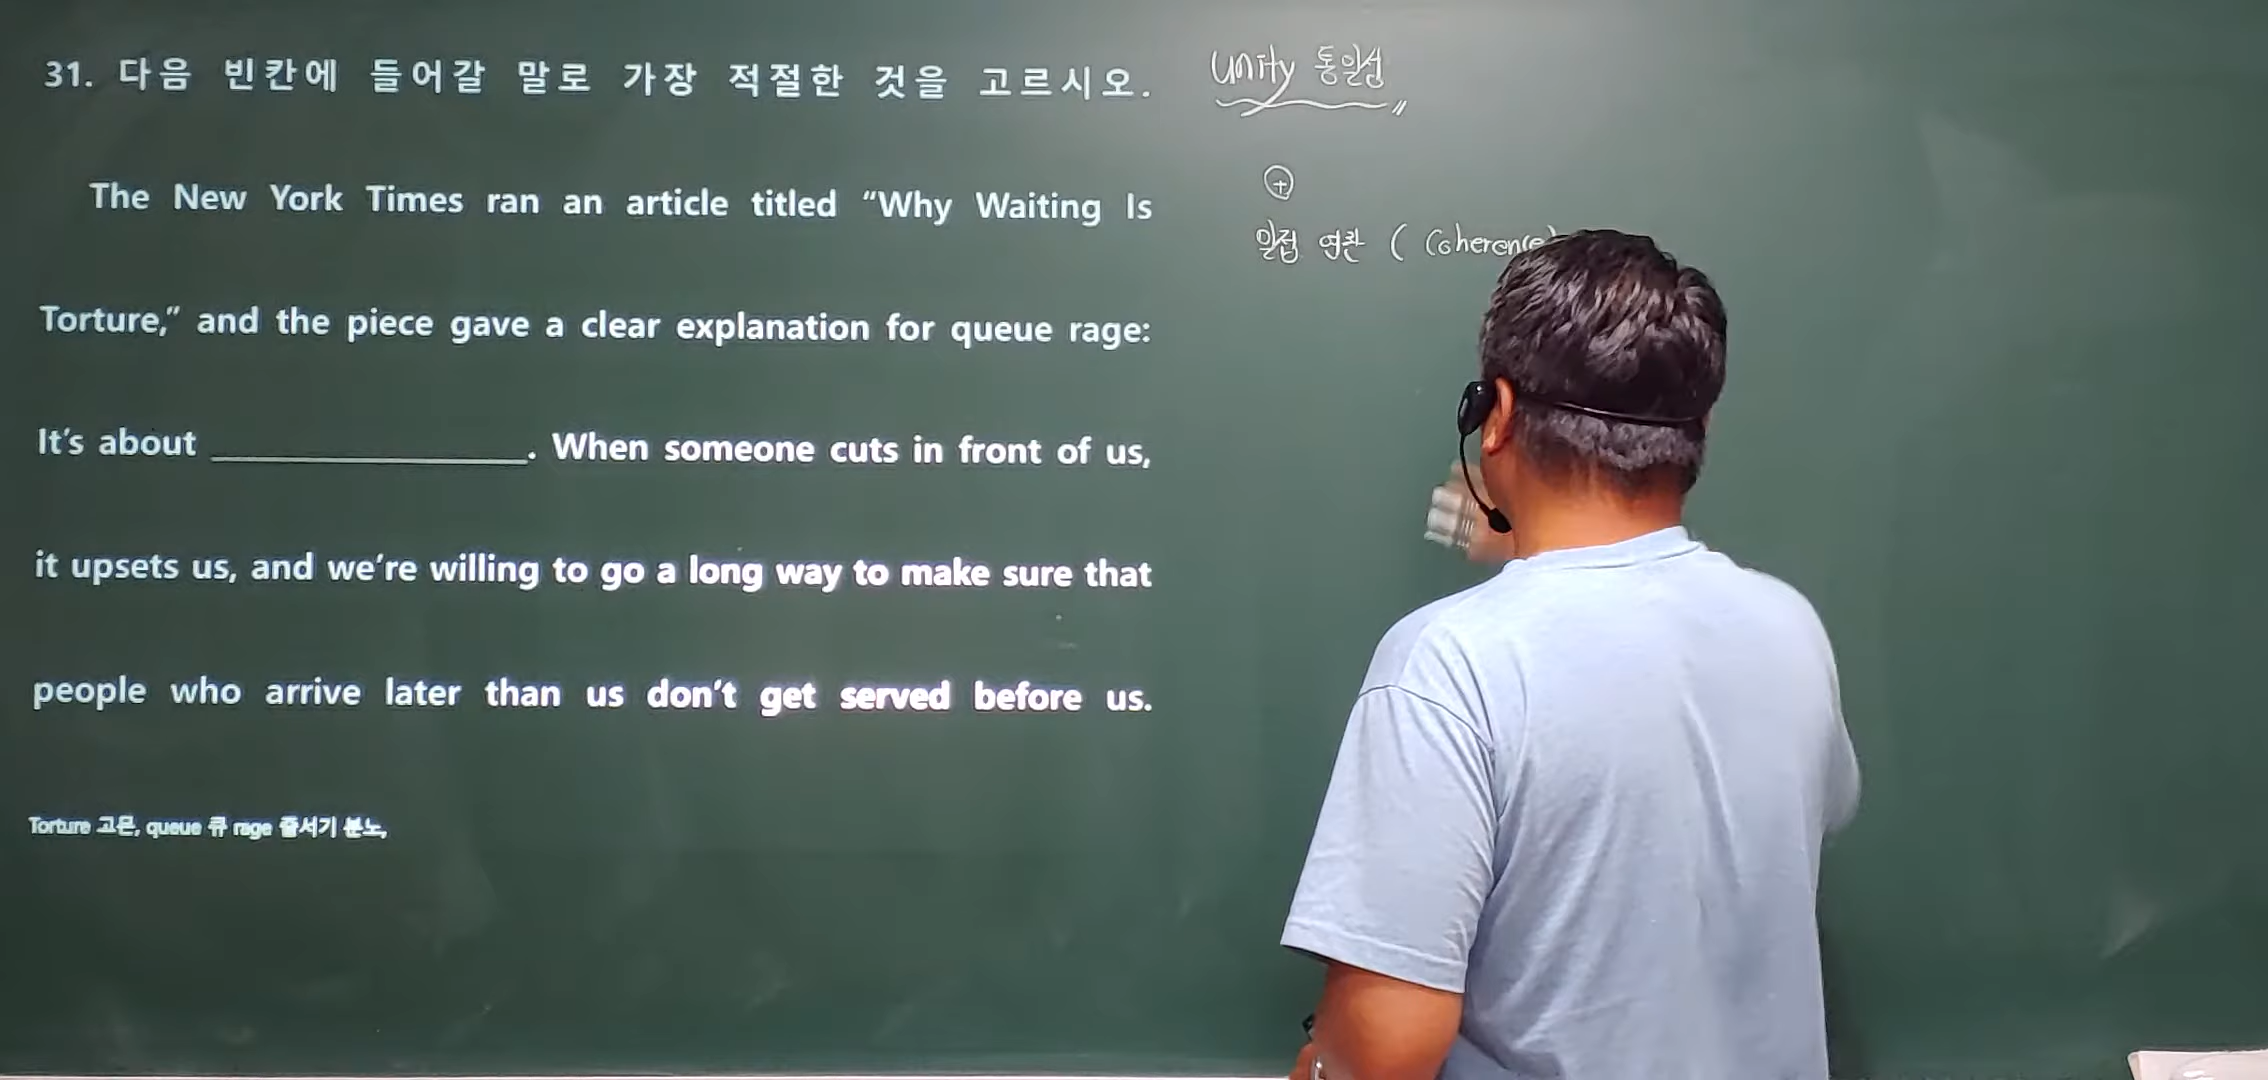 31. 다음 빈칸에 들어갈 말로 가장 적절한 것을 고르시오.
The New York Times ran an article titled “Why Waiting Is
Torture,” and the piece gave a clear explanation for queue rage:
It’s about ______________. When someone cuts in front of us,
it upsets us, and we’re willing to go a long way to make sure that
people who arrive later than us don’t get served before us.
Torture 고문, queue 큐 rage 줄서기 분노,
Unity 통일성
+
밀접 연관 ( Coherence)